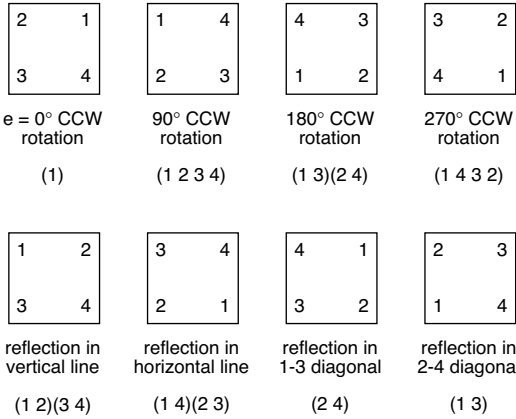 2 1
3 4
e = 0° CCW
rotation
(1)
1 4
2 3
90° CCW
rotation
(1 2 3 4)
4 3
1 2
180° CCW
rotation
(1 3)(2 4)
3 2
4 1
270° CCW
rotation
(1 4 3 2)
1 2
3 4
reflection in
vertical line
(1 2)(3 4)
3 4
2 1
reflection in
horizontal line
(1 4)(2 3)
4 1
3 2
reflection in
1-3 diagonal
(2 4)
2 3
1 4
reflection in
2-4 diagona
(1 3)